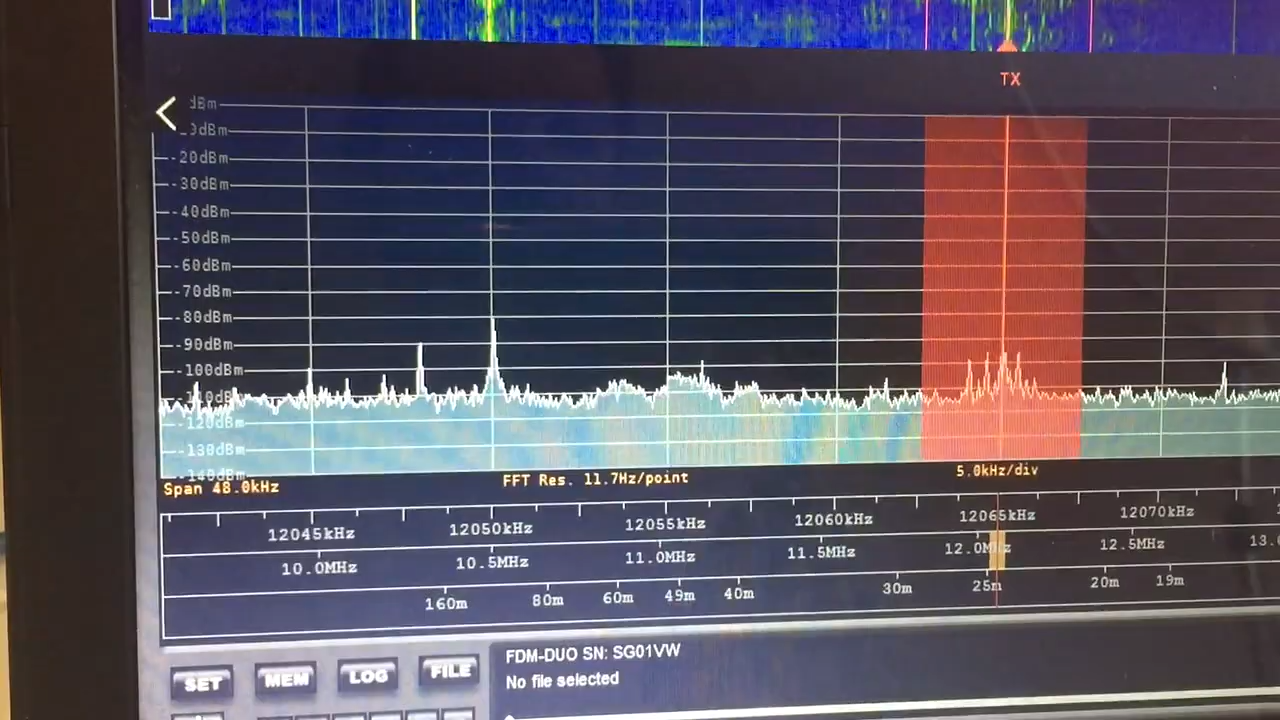 TX
dBm
-20dBm
-30dBm
-40dBm
-50dBm
-60dBm
-70dBm
-80dBm
-90dBm
-100dBm
-110dBm
-120dBm
-130dBm
-140dBm
Span 48.0kHz FFT Res. 11.7Hz/point 5.0kHz/div
12045kHz 12050kHz 12055kHz 12060kHz 12065kHz 12070kHz
10.0MHz 10.5MHz 11.0MHz 11.5MHz 12.0MHz 12.5MHz 13.0
160m 80m 60m 49m 40m 30m 25m 20m 19m
SET MEM LOG FILE
FDM-DUO SN: SG01VW
No file selected